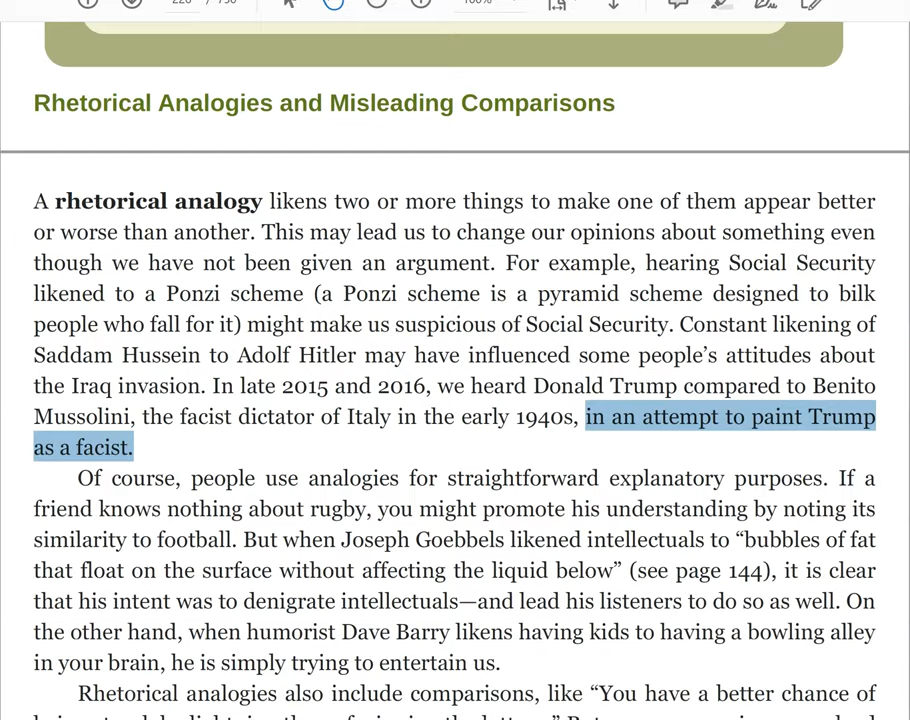 Rhetorical Analogies and Misleading Comparisons
A rhetorical analogy likens two or more things to make one of them appear better
or worse than another. This may lead us to change our opinions about something even
though we have not been given an argument. For example, hearing Social Security
likened to a Ponzi scheme (a Ponzi scheme is a pyramid scheme designed to bilk
people who fall for it) might make us suspicious of Social Security. Constant likening of
Saddam Hussein to Adolf Hitler may have influenced some people’s attitudes about
the Iraq invasion. In late 2015 and 2016, we heard Donald Trump compared to Benito
Mussolini, the facist dictator of Italy in the early 1940s, in an attempt to paint Trump
as a facist.
Of course, people use analogies for straightforward explanatory purposes. If a
friend knows nothing about rugby, you might promote his understanding by noting its
similarity to football. But when Joseph Goebbels likened intellectuals to “bubbles of fat
that float on the surface without affecting the liquid below” (see page 144), it is clear
that his intent was to denigrate intellectuals—and lead his listeners to do so as well. On
the other hand, when humorist Dave Barry likens having kids to having a bowling alley
in your brain, he is simply trying to entertain us.
Rhetorical analogies also include comparisons, like “You have a better chance of